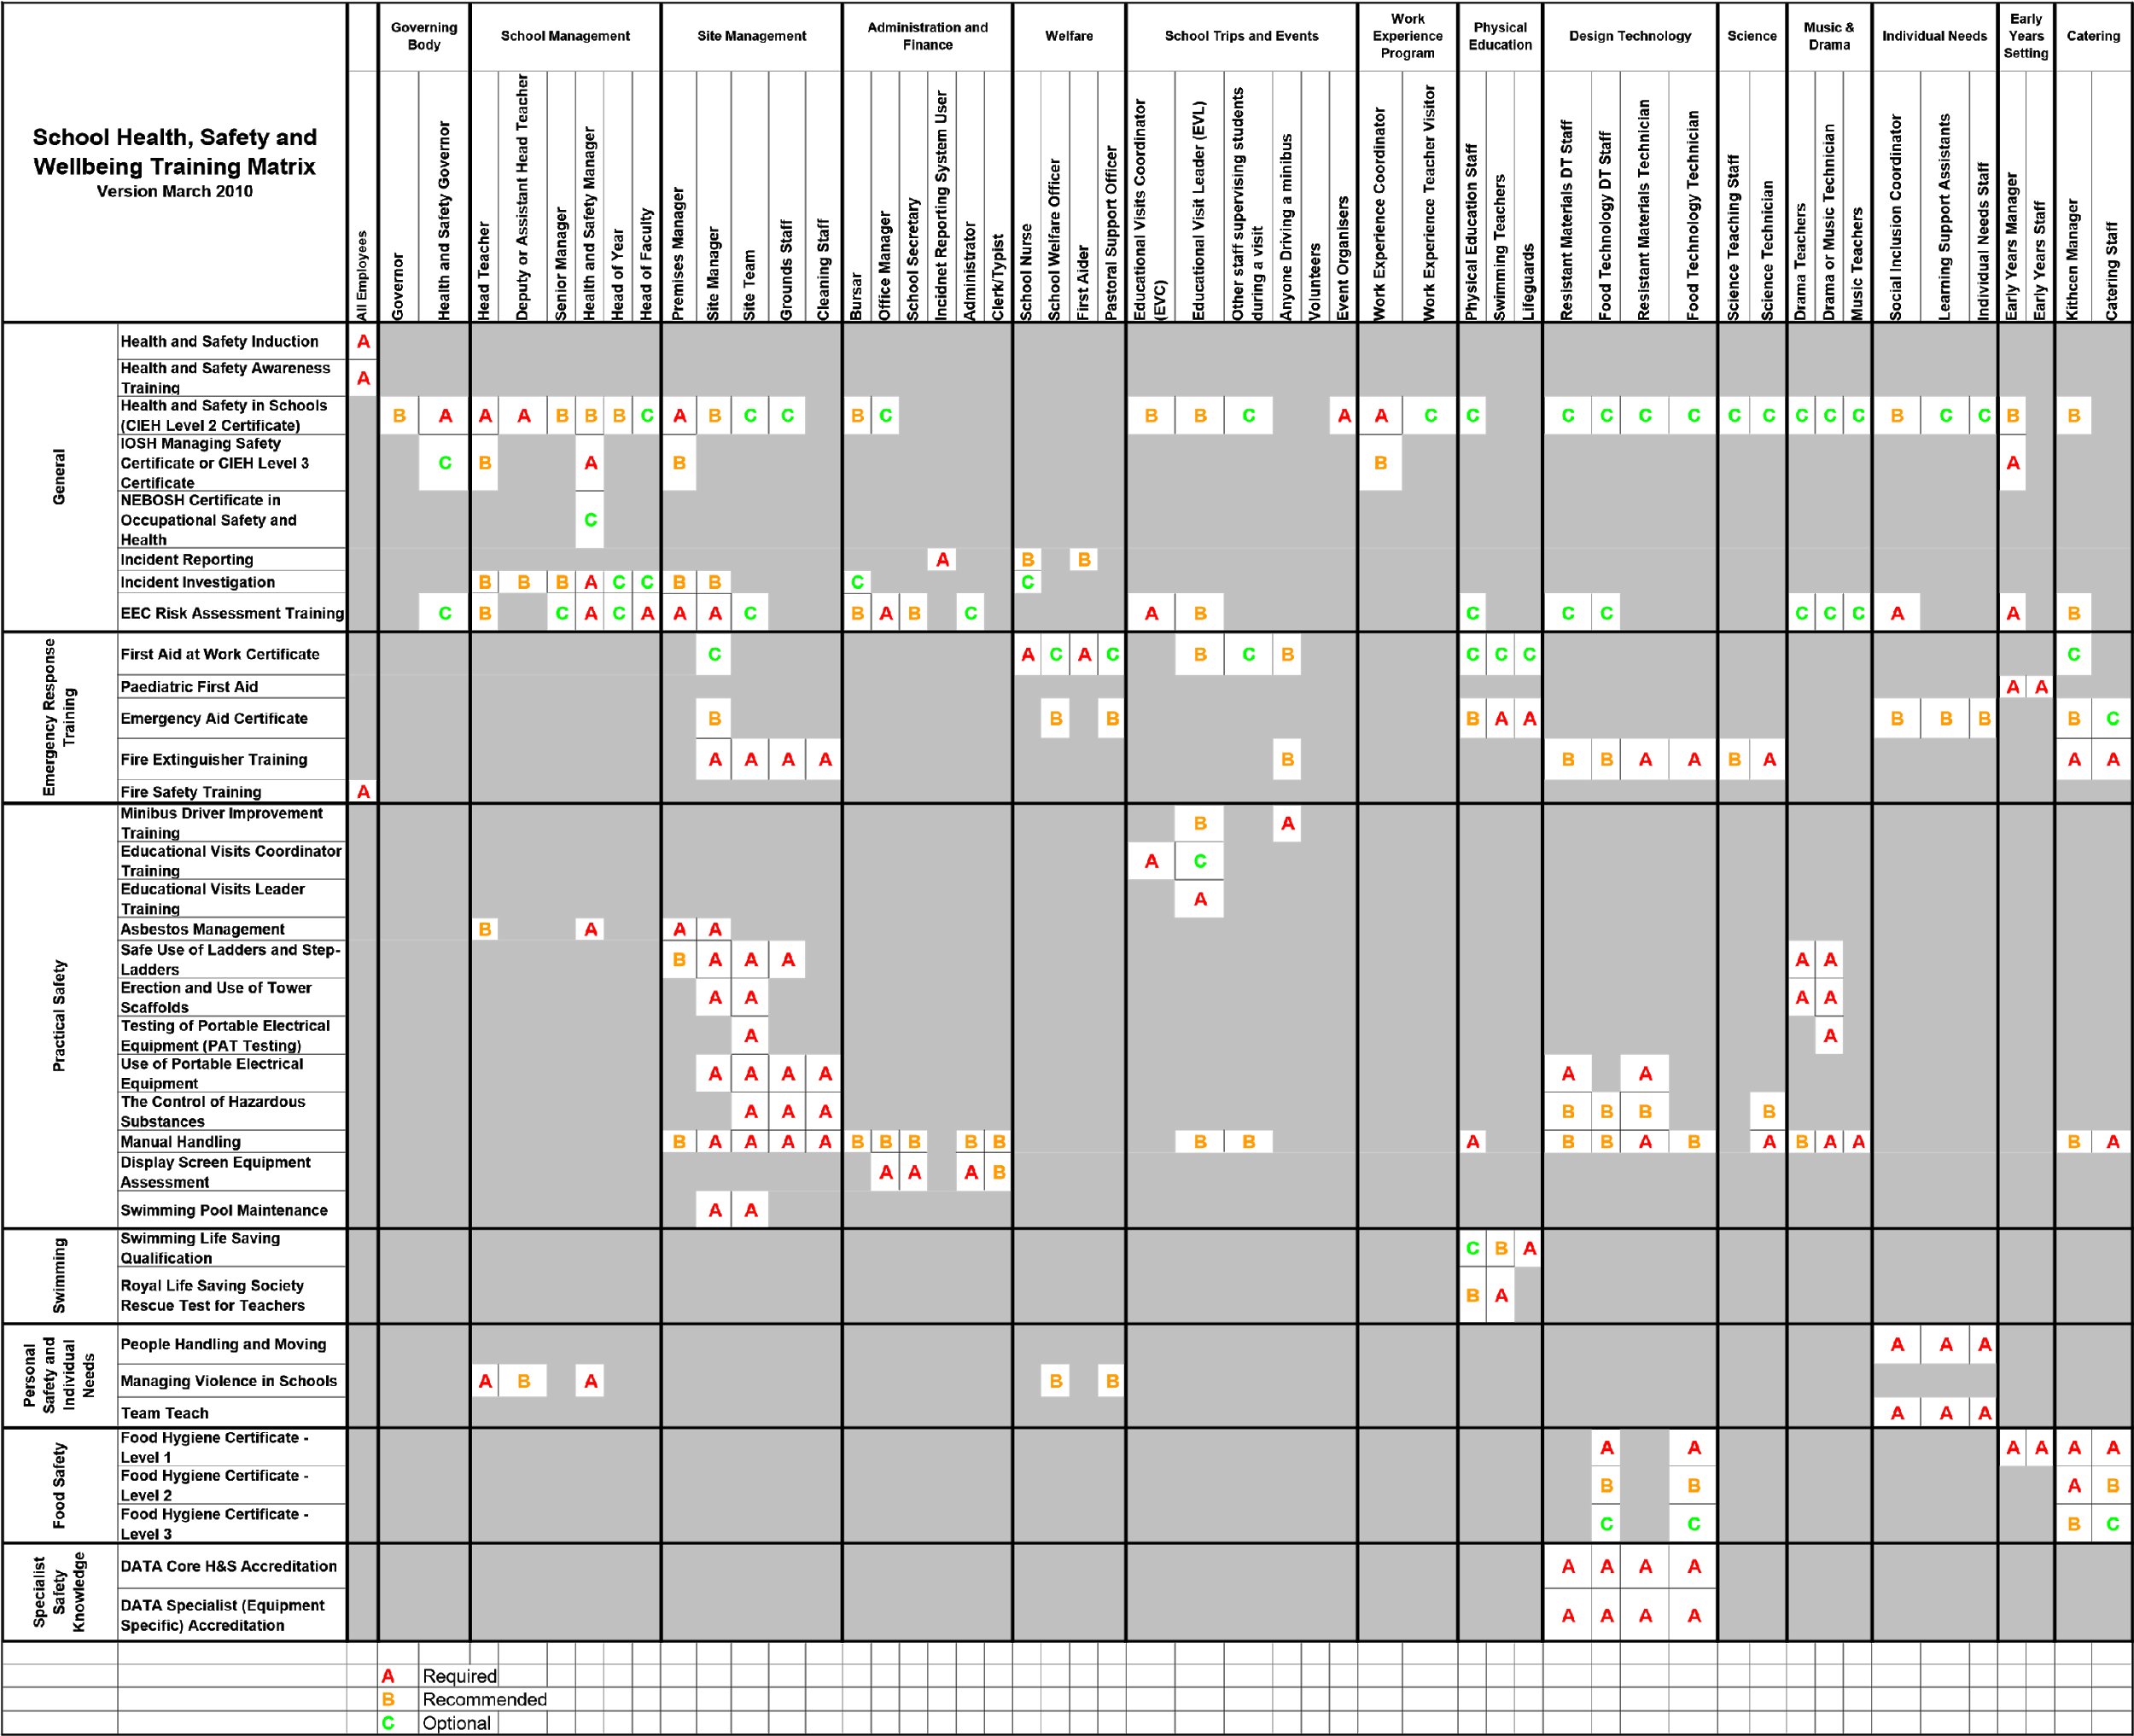 School Health, Safety and
Wellbeing Training Matrix
Version March 2010
Governing
Body
School Management
Site Management
Administration and
Finance
Welfare
School Trips and Events
Work
Experience
Program
Physical
Education
Design Technology
Science
Music &
Drama
Individual Needs
Early
Years
Setting
Catering
All Employees
Governor
Health and Safety Governor
Head Teacher
Deputy or Assistant Head Teacher
Senior Manager
Health and Safety Manager
Head of Year
Head of Faculty
Premises Manager
Site Manager
Site Team
Grounds Staff
Cleaning Staff
Bursar
Office Manager
School Secretary
Incidnet Reporting System User
Administrator
Clerk/Typist
School Nurse
School Welfare Officer
First Aider
Pastoral Support Officer
Educational Visits Coordinator
(EVC)
Educational Visit Leader (EVL)
Other staff supervising students
during a visit
Anyone Driving a minibus
Volunteers
Event Organisers
Work Experience Coordinator
Work Experience Teacher Visitor
Physical Education Staff
Swimming Teachers
Lifeguards
Resistant Materials DT Staff
Food Technology DT Staff
Resistant Materials Technician
Food Technology Technician
Science Teaching Staff
Science Technician
Drama Teachers
Drama or Music Technician
Music Teachers
Social Inclusion Coordinator
Learning Support Assistants
Individual Needs Staff
Early Years Manager
Early Years Staff
Kithcen Manager
Catering Staff
General
Health and Safety Induction
A
Health and Safety Awareness
Training
A
Health and Safety in Schools
(CIEH Level 2 Certificate)
B A A A B B B C A B C C B C B B C A A C C C C C C C C C C C B C C B B
IOSH Managing Safety
Certificate or CIEH Level 3
Certificate
C B A B B A
NEBOSH Certificate in
Occupational Safety and
Health
C
Incident Reporting
A B B
Incident Investigation
B B B A C C B B C C
EEC Risk Assessment Training
C B C A C A A A C B A B C A B C C C C C C A A B
Emergency Response
Training
First Aid at Work Certificate
C A C A C B C B C C C C
Paediatric First Aid
A A
Emergency Aid Certificate
B B B B A A B B B B C
Fire Extinguisher Training
A A A A B B B A A B A A A
Fire Safety Training
A
Practical Safety
Minibus Driver Improvement
Training
B A
Educational Visits Coordinator
Training
A C
Educational Visits Leader
Training
A
Asbestos Management
B A A A
Safe Use of Ladders and Step-
Ladders
B A A A A A
Erection and Use of Tower
Scaffolds
A A A A
Testing of Portable Electrical
Equipment (PAT Testing)
A A
Use of Portable Electrical
Equipment
A A A A A A
The Control of Hazardous
Substances
A A A B B B B
Manual Handling
B A A A A B B B B B B B A B B A B A B A A B A
Display Screen Equipment
Assessment
A A A B
Swimming Pool Maintenance
A A
Swimming
Swimming Life Saving
Qualification
C B A
Royal Life Saving Society
Rescue Test for Teachers
B A
Personal
Safety and
Individual
Needs
People Handling and Moving
A A A
Managing Violence in Schools
A B A B B
Team Teach
A A A
Food Safety
Food Hygiene Certificate -
Level 1
A A A A A A
Food Hygiene Certificate -
Level 2
B B A B
Food Hygiene Certificate -
Level 3
C C B C
Specialist
Safety
Knowledge
DATA Core H&S Accreditation
A A A A
DATA Specialist (Equipment
Specific) Accreditation
A A A A
A Required
B Recommended
C Optional